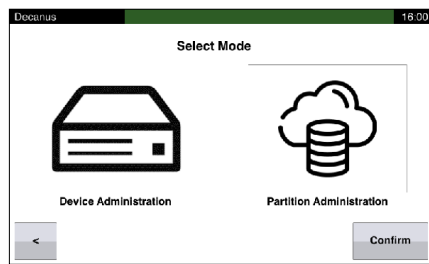 Decanus 16:00
Select Mode
Device Administration Partition Administration
< Confirm